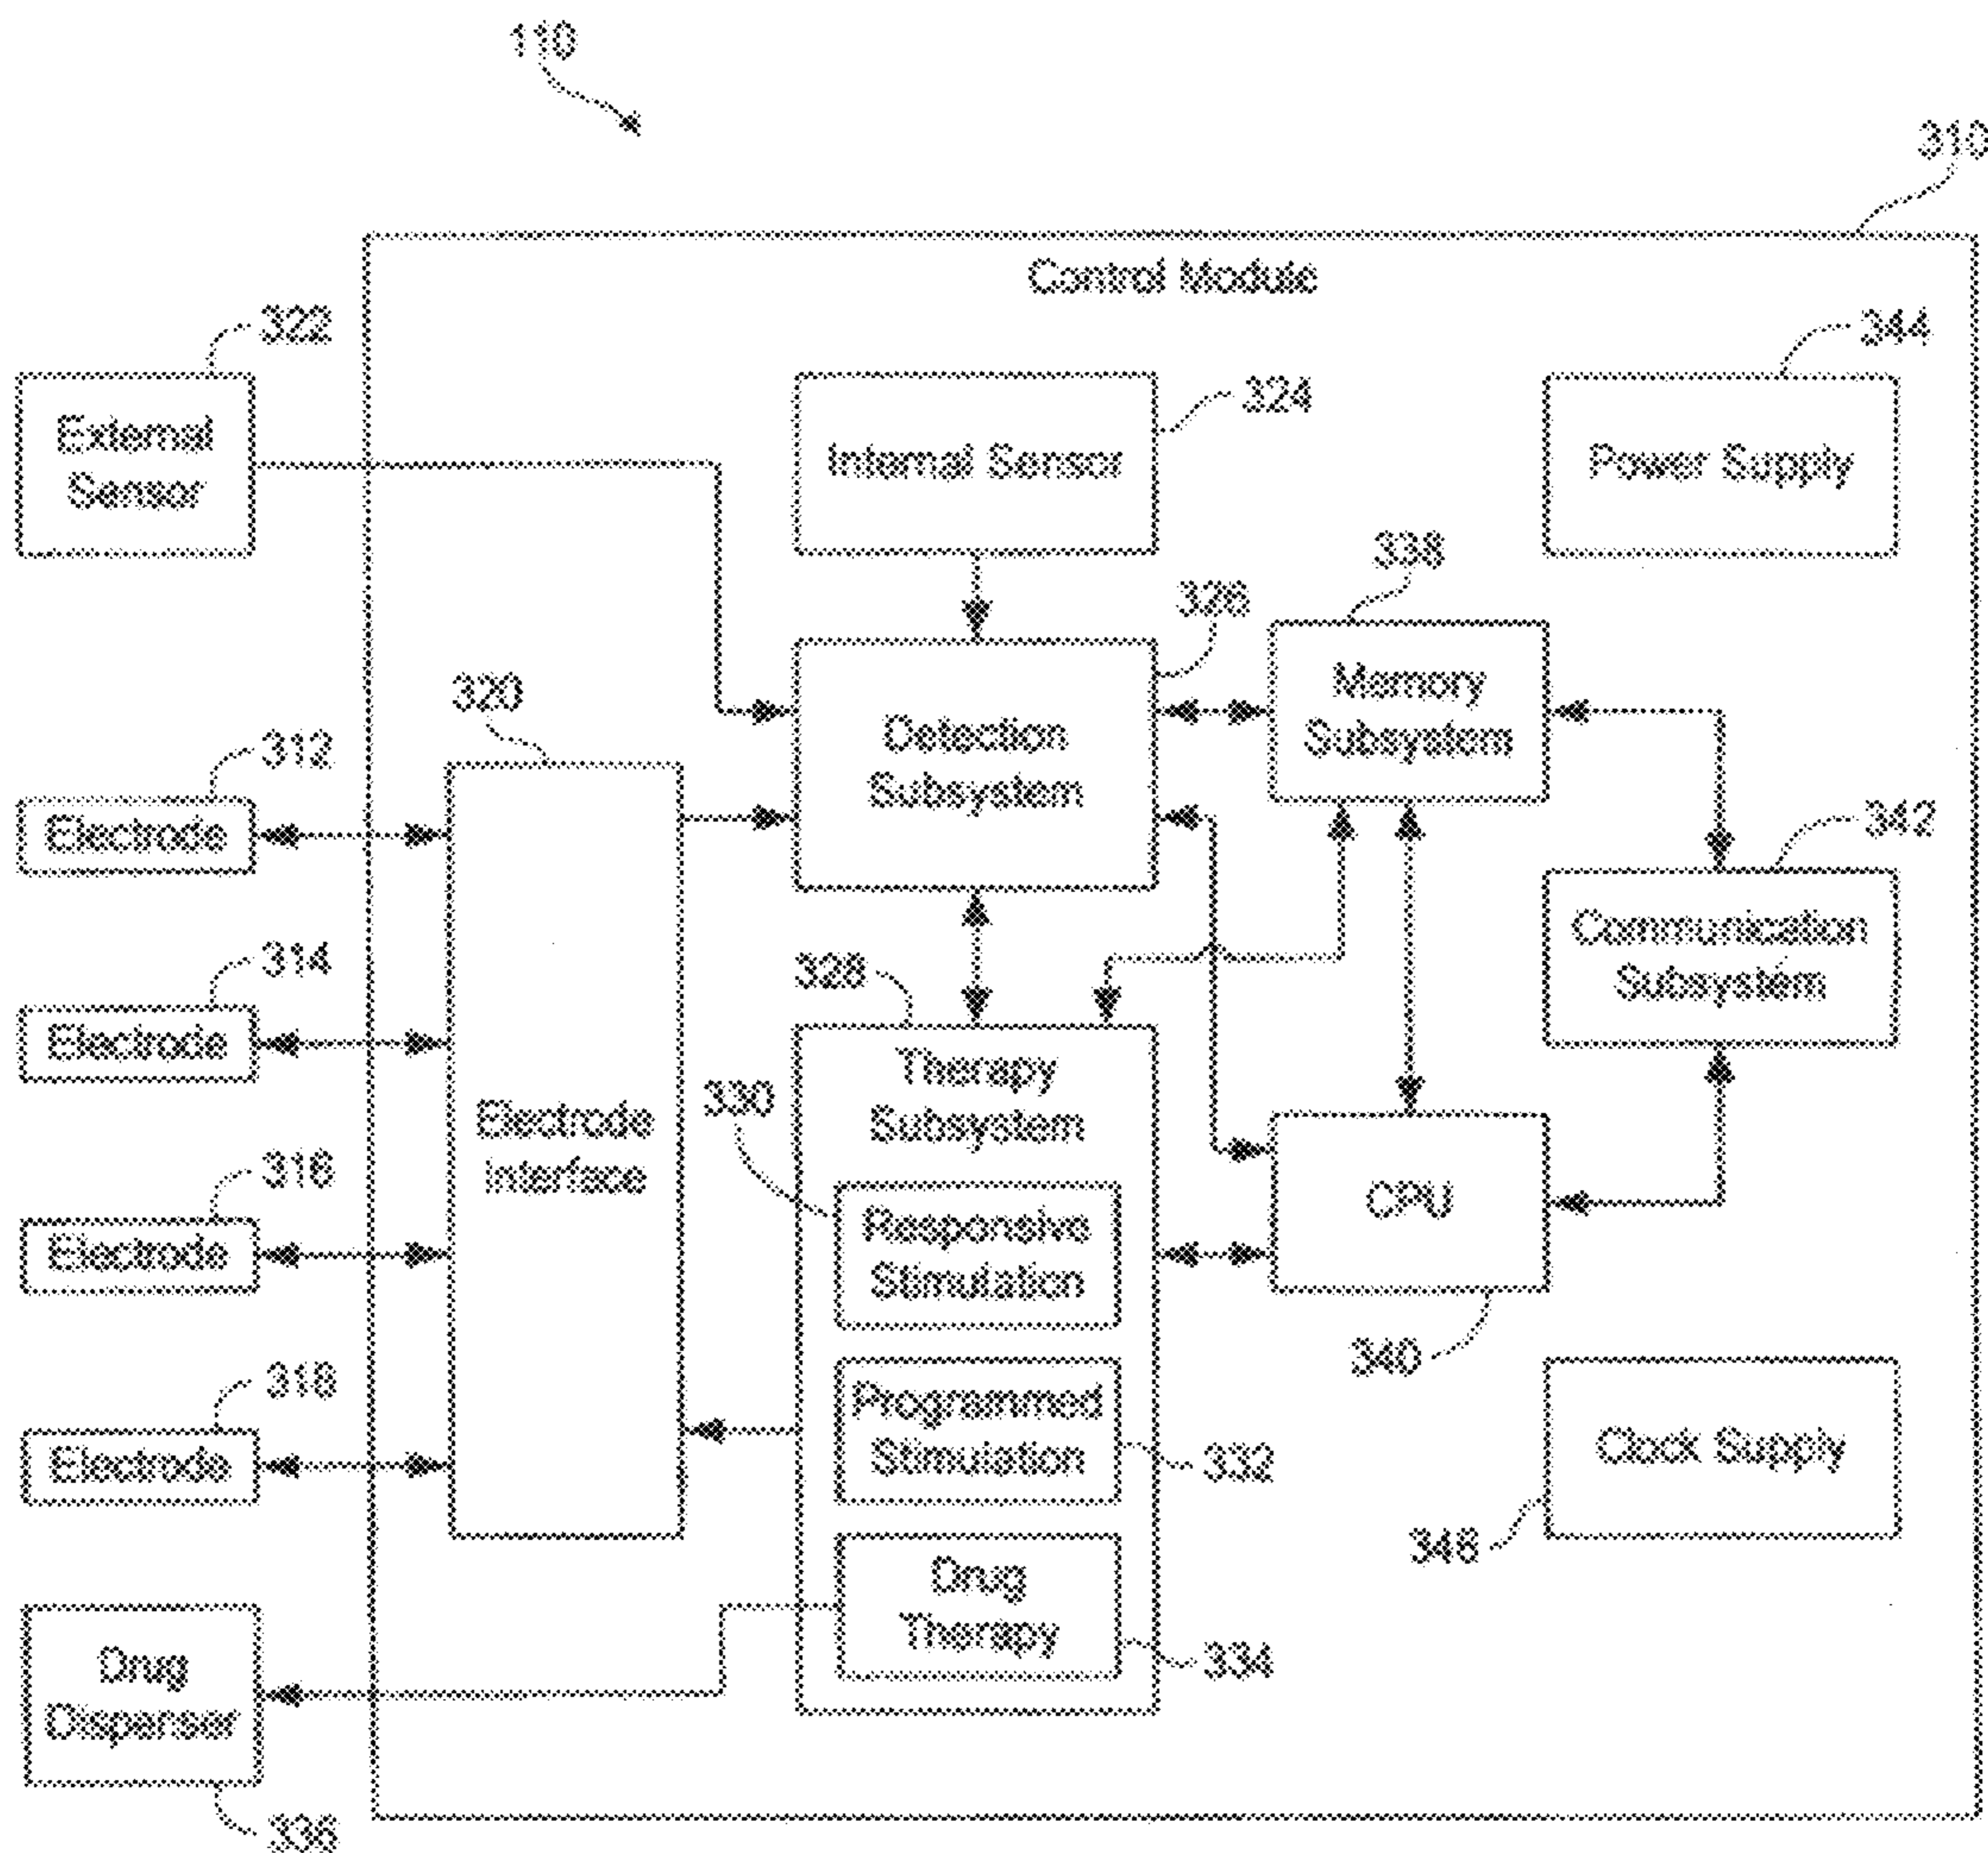 110
310
Control Module
322
External
Sensor
324
Internal Sensor
344
Power Supply
326
Detection
Subsystem
338
Memory
Subsystem
320
Electrode
Interface
312
Electrode
314
Electrode
316
Electrode
318
Electrode
342
Communication
Subsystem
328
Therapy
Subsystem
330
Responsive
Stimulation
Programmed
Stimulation
332
Drug
Therapy
334
CPU
340
Clock Supply
346
Drug
Dispenser
336